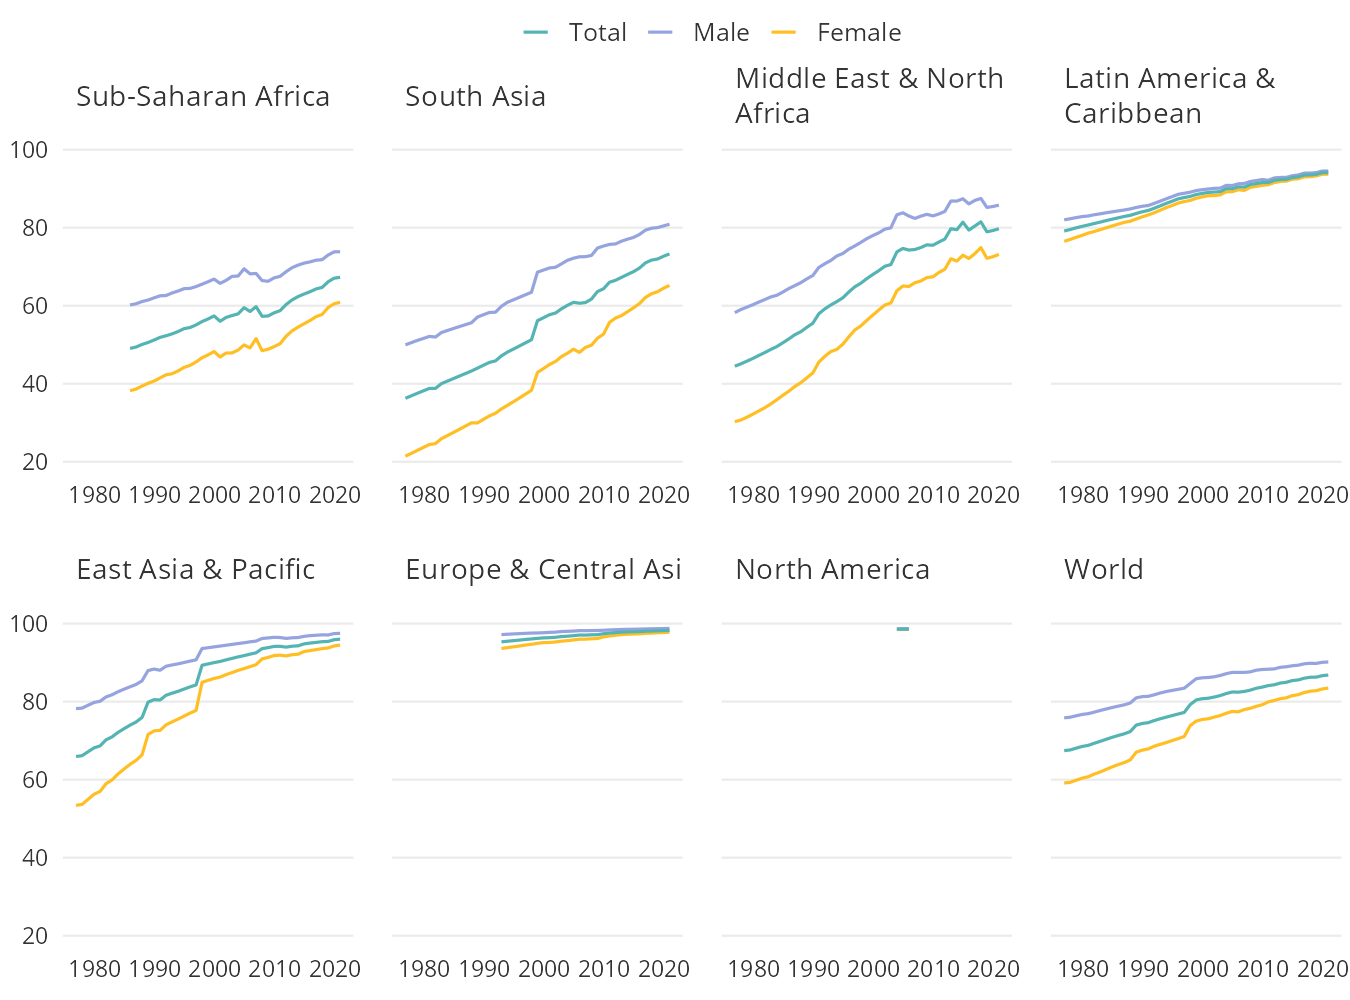 Total Male Female
Sub-Saharan Africa
South Asia
Middle East & North
Africa
Latin America &
Caribbean
100
80
60
40
20
1980 1990 2000 2010 2020
1980 1990 2000 2010 2020
1980 1990 2000 2010 2020
1980 1990 2000 2010 2020
East Asia & Pacific
Europe & Central Asi
North America
World
100
80
60
40
20
1980 1990 2000 2010 2020
1980 1990 2000 2010 2020
1980 1990 2000 2010 2020
1980 1990 2000 2010 2020